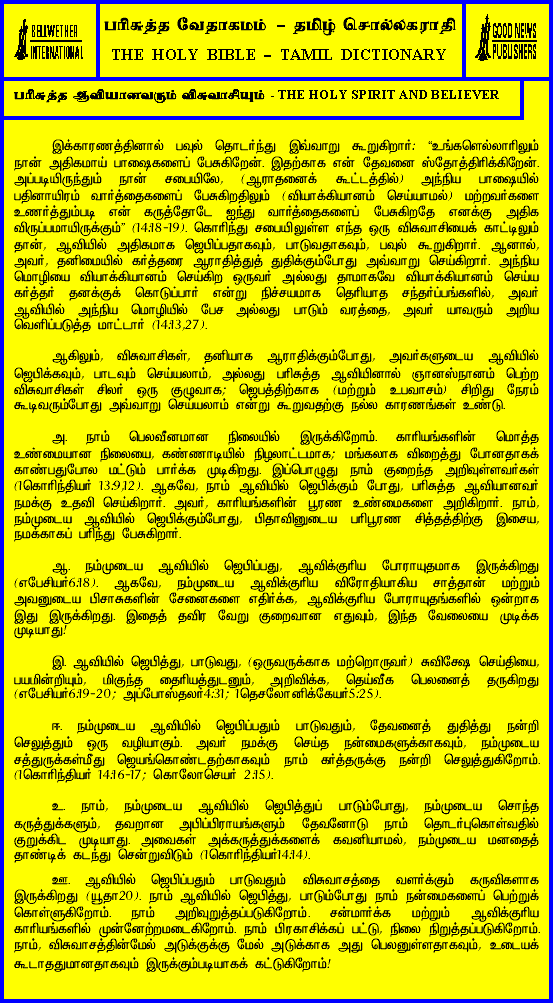 BELLWETHER
INTERNATIONAL
பரிசுத்த வேதாகமம் – தமிழ் சொல்லகராதி
THE HOLY BIBLE – TAMIL DICTIONARY
GOOD NEWS
PUBLISHERS
பரிசுத்த ஆவியானவரும் விசுவாசியும் - THE HOLY SPIRIT AND BELIEVER
இக்காரணத்தினால் பவுல் தொடர்ந்து இவ்வாறு கூறுகிறார்: “உங்களெல்லாரிலும்
நான் அதிகமாய் பாஷைகளைப் பேசுகிறேன். இதற்காக என் தேவனை ஸ்தோத்திரிக்கிறேன்.
அப்படியிருந்தும் நான் சபையிலே, (ஆராதனைக் கூட்டத்தில்) அந்நிய பாஷையில்
பதினாயிரம் வார்த்தைகளைப் பேசுகிறதிலும் (வியாக்கியானம் செய்யாமல்) மற்றவர்களை
உணர்த்தும்படி என் கருத்தோடே ஐந்து வார்த்தைகளைப் பேசுகிறதே எனக்கு அதிக
விருப்பமாயிருக்கும்” (14:18-19). கொரிந்து சபையிலுள்ள எந்த ஒரு விசுவாசியைக் காட்டிலும்
தான், ஆவியில் அதிகமாக ஜெபிப்பதாகவும், பாடுவதாகவும், பவுல் கூறுகிறார். ஆனால்,
அவர், தனிமையில் கர்த்தரை ஆராதித்துத் துதிக்கும்போது அவ்வாறு செய்கிறார். அந்நிய
மொழியை வியாக்கியானம் செய்கிற ஒருவர் அல்லது தாமாகவே வியாக்கியானம் செய்ய
கர்த்தர் தனக்குக் கொடுப்பார் என்று நிச்சயமாக தெரியாத சந்தர்ப்பங்களில், அவர்
ஆவியில் அந்நிய மொழியில் பேச அல்லது பாடும் வரத்தை, அவர் யாவரும் அறிய
வெளிப்படுத்த மாட்டார் (14:13,27).
ஆகிலும், விசுவாசிகள், தனியாக ஆராதிக்கும்போது, அவர்களுடைய ஆவியில்
ஜெபிக்கவும், பாடவும் செய்யலாம், அல்லது பரிசுத்த ஆவியினால் ஞானஸ்நானம் பெற்ற
விசுவாசிகள் சிலர் ஒரு குழுவாக; ஜெபத்திற்காக (மற்றும் உபவாசம்) சிறிது நேரம்
கூடிவரும்போது அவ்வாறு செய்யலாம் என்று கூறுவதற்கு நல்ல காரணங்கள் உண்டு.
அ. நாம் பெலவீனமான நிலையில் இருக்கிறோம். காரியங்களின் மொத்த
உண்மையான நிலையை, கண்ணாடியில் நிழலாட்டமாக; மங்கலாக விறைத்து போனதாகக்
காண்பதுபோல மட்டும் பார்க்க முடிகிறது. இப்பொழுது நாம் குறைந்த அறிவுள்ளவர்கள்
(1கொரிந்தியர் 13:9,12). ஆகவே, நாம் ஆவியில் ஜெபிக்கும் போது, பரிசுத்த ஆவியானவர்
நமக்கு உதவி செய்கிறார். அவர், காரியங்களின் பூரண உண்மைகளை அறிகிறார். நாம்,
நம்முடைய ஆவியில் ஜெபிக்கும்போது, பிதாவினுடைய பரிபூரண சித்தத்திற்கு இசைய,
நமக்காகப் பரிந்து பேசுகிறார்.
ஆ. நம்முடைய ஆவியில் ஜெபிப்பது, ஆவிக்குரிய போராயுதமாக இருக்கிறது
(எபேசியர்6:18). ஆகவே, நம்முடைய ஆவிக்குரிய விரோதியாகிய சாத்தான் மற்றும்
அவனுடைய பிசாசுகளின் சேனைகளை எதிர்க்க, ஆவிக்குரிய போராயுதங்களில் ஒன்றாக
இது இருக்கிறது. இதைத் தவிர வேறு குறைவான எதுவும், இந்த வேலையை முடிக்க
முடியாது!
இ. ஆவியில் ஜெபித்து, பாடுவது, (ஒருவருக்காக மற்றொருவர்) சுவிசேஷ செய்தியை,
பயமின்றியும், மிகுந்த தைரியத்துடனும், அறிவிக்க, தெய்வீக பெலனைத் தருகிறது
(எபேசியர்6:19-20; அப்போஸ்தலர்4:31; 1தெசலோனிக்கேயர்5:25).
ஈ. நம்முடைய ஆவியில் ஜெபிப்பதும் பாடுவதும், தேவனைத் துதித்து நன்றி
செலுத்தும் ஒரு வழியாகும். அவர் நமக்கு செய்த நன்மைகளுக்காகவும், நம்முடைய
சத்துருக்கள்மீது ஜெயங்கொண்டதற்காகவும் நாம் கர்த்தருக்கு நன்றி செலுத்துகிறோம்.
(1கொரிந்தியர் 14:16-17; கொலோசெயர் 2:15).
உ. நாம், நம்முடைய ஆவியில் ஜெபித்துப் பாடும்போது, நம்முடைய சொந்த
கருத்துக்களும், தவறான அபிப்பிராயங்களும் தேவனோடு நாம் தொடர்புகொள்வதில்
குறுக்கிட முடியாது. அவைகள் அக்கருத்துக்களைக் கவனியாமல், நம்முடைய மனதைத்
தாண்டிக் கடந்து சென்றுவிடும் (1கொரிந்தியர்14:14).
ஊ. ஆவியில் ஜெபிப்பதும் பாடுவதும் விசுவாசத்தை வளர்க்கும் கருவிகளாக
இருக்கிறது (யூதா20). நாம் ஆவியில் ஜெபித்து, பாடும்போது நாம் நன்மைகளைப் பெற்றுக்
கொள்ளுகிறோம். நாம் அறிவுறுத்தப்படுகிறோம். சன்மார்க்க மற்றும் ஆவிக்குரிய
காரியங்களில் முன்னேற்றமடைகிறோம். நாம் பிரகாசிக்கப் பட்டு, நிலை நிறுத்தப்படுகிறோம்.
நாம், விசுவாசத்தின்மேல் அடுக்குக்கு மேல் அடுக்காக அது பெலனுள்ளதாகவும், உடைக்
கூடாததுமானதாகவும் இருக்கும்படியாகக் கட்டுகிறோம்!